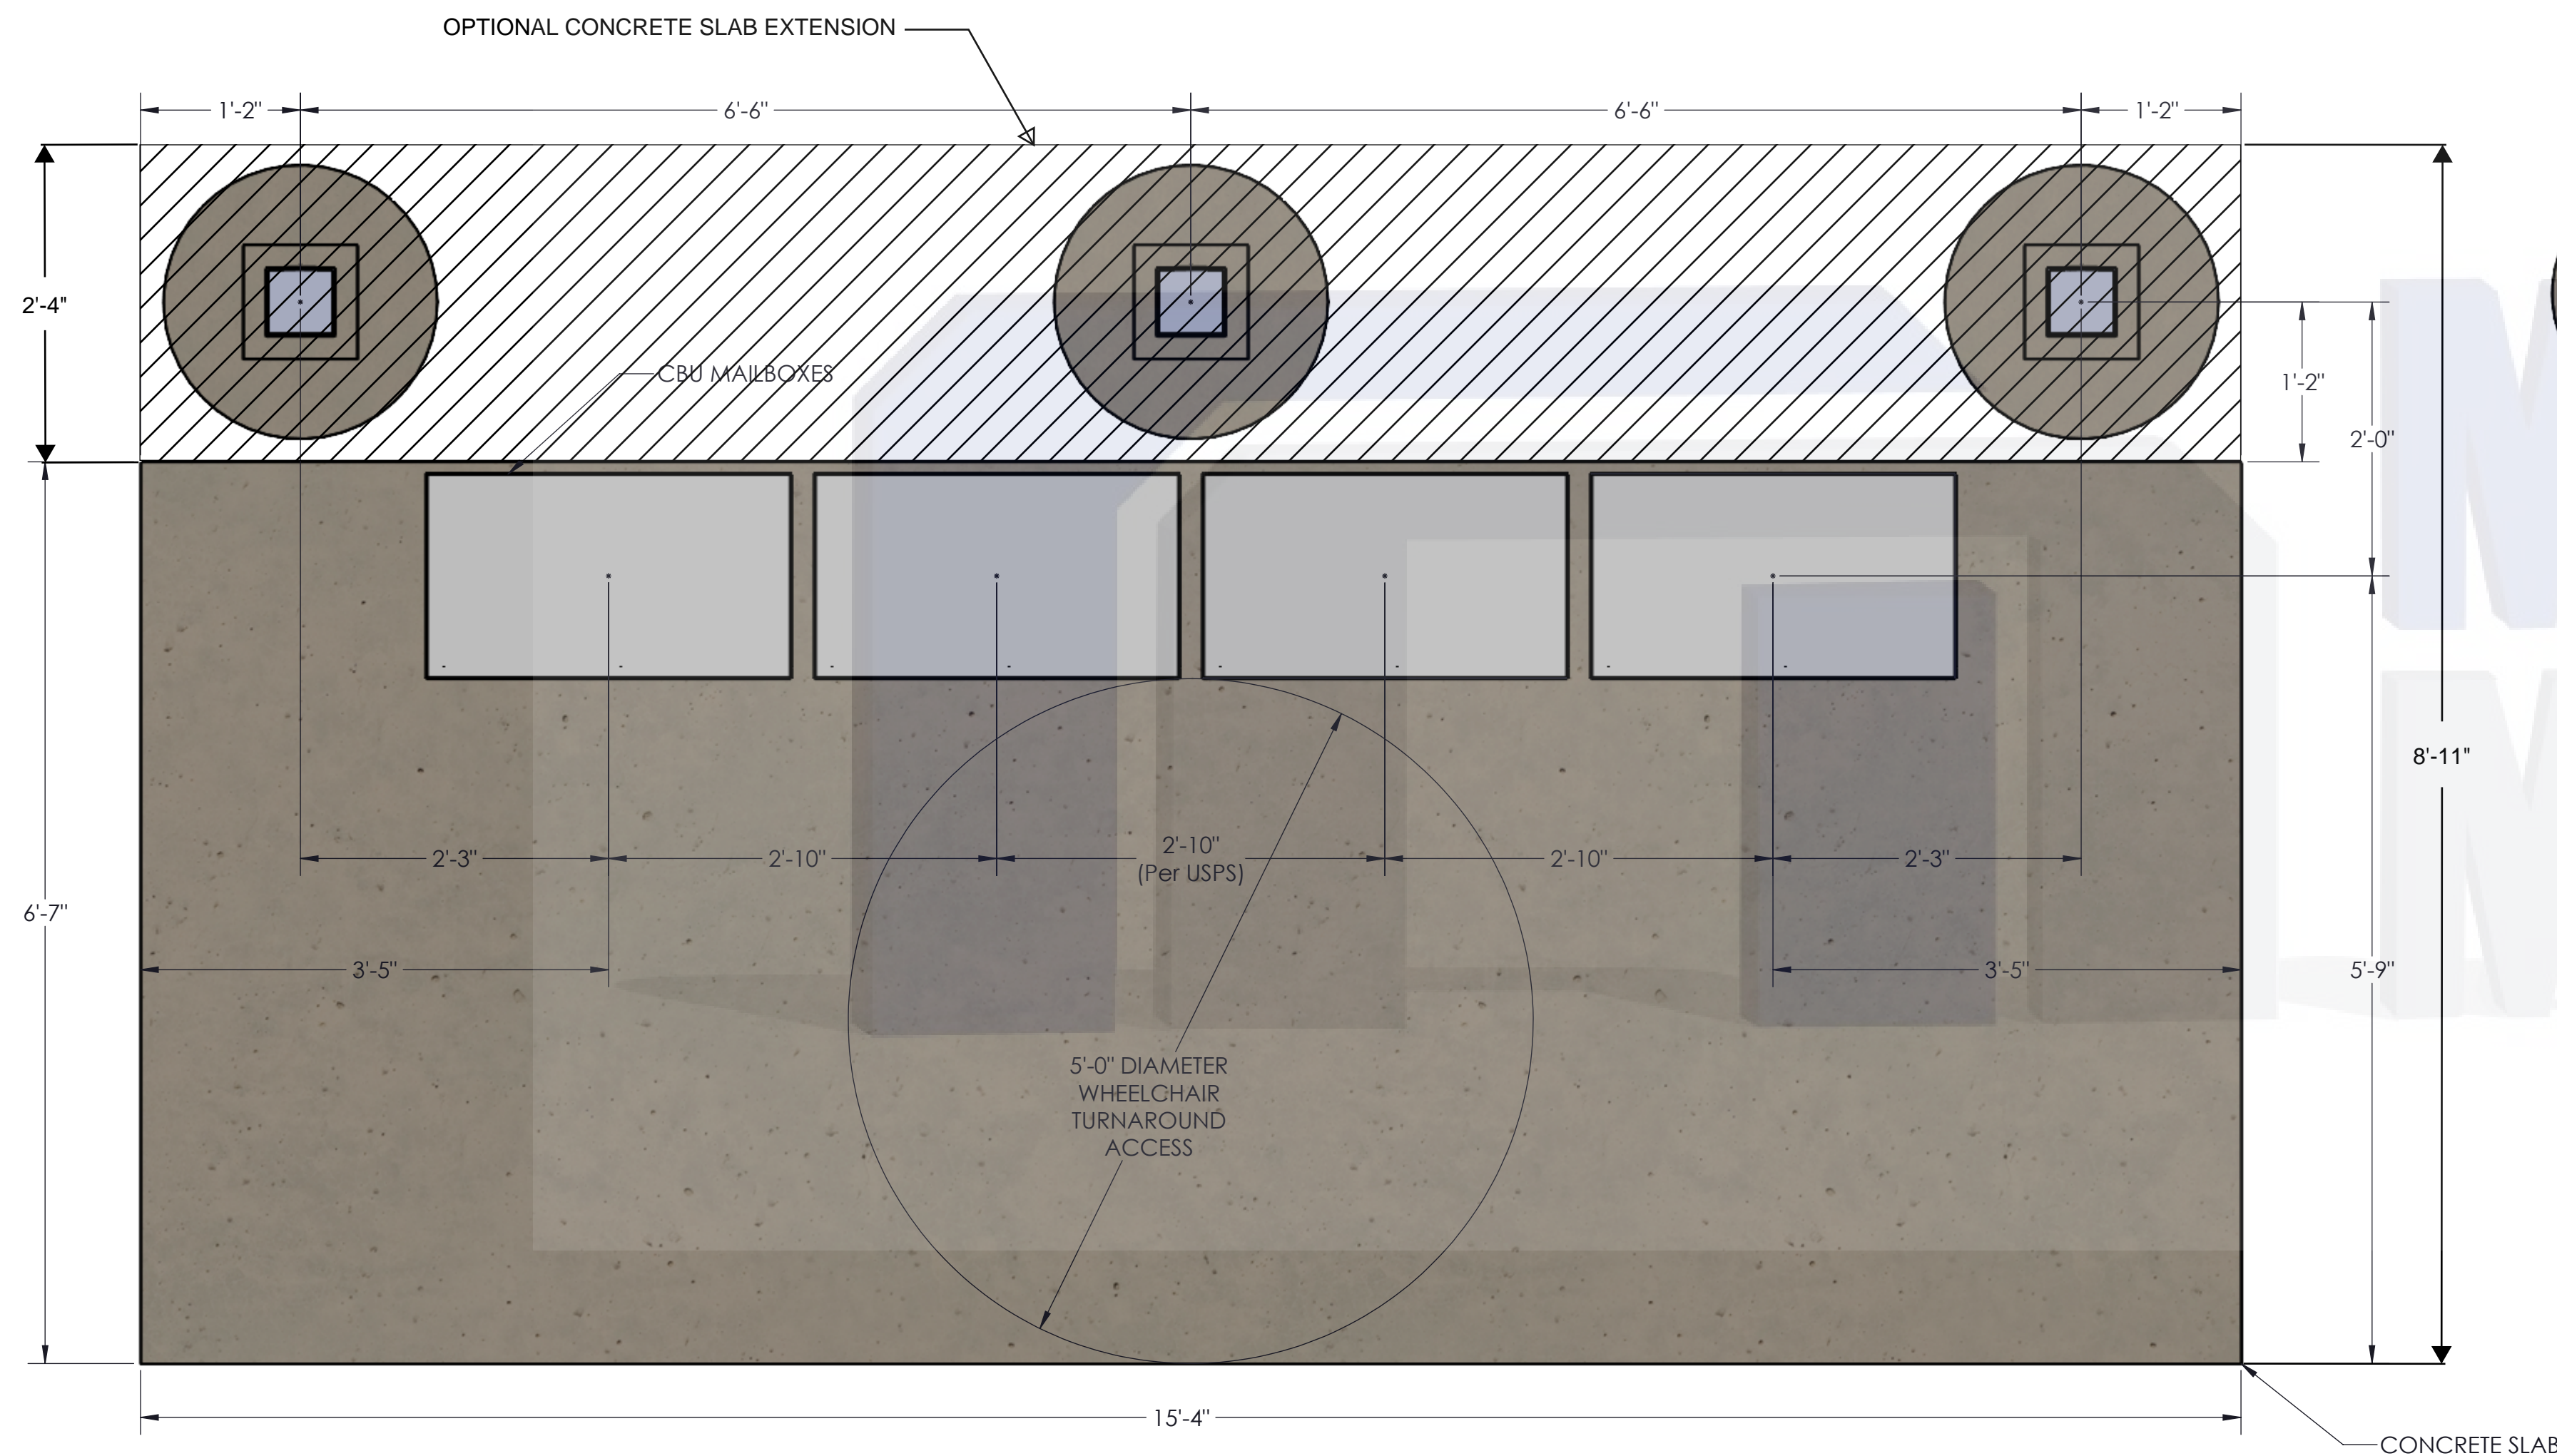 OPTIONAL CONCRETE SLAB EXTENSION
1'-2" 6'-6" 6'-6" 1'-2"
2'-4"
CBU MAILBOXES
1'-2"
2'-0"
8'-11"
2'-3" 2'-10" 2'-10" 2'-10" 2'-3"
(Per USPS)
6'-7"
3'-5" 3'-5" 5'-9"
5'-0" DIAMETER
WHEELCHAIR
TURNAROUND
ACCESS
15'-4"
CONCRETE SLAB